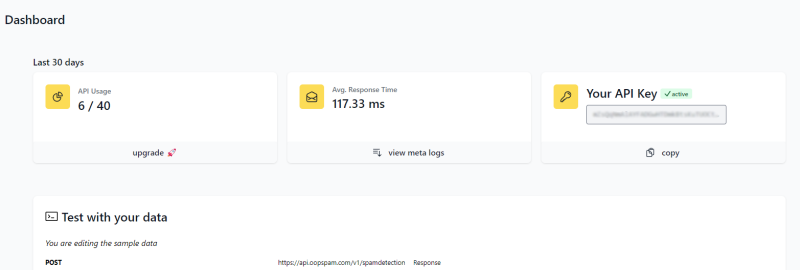 Dashboard
Last 30 days
API Usage
6 / 40
upgrade 🚀
Avg. Response Time
117.33 ms
view meta logs
Your API Key ✓ active
copy
Test with your data
You are editing the sample data
POST https://api.oopspam.com/v1/spamdetection Response